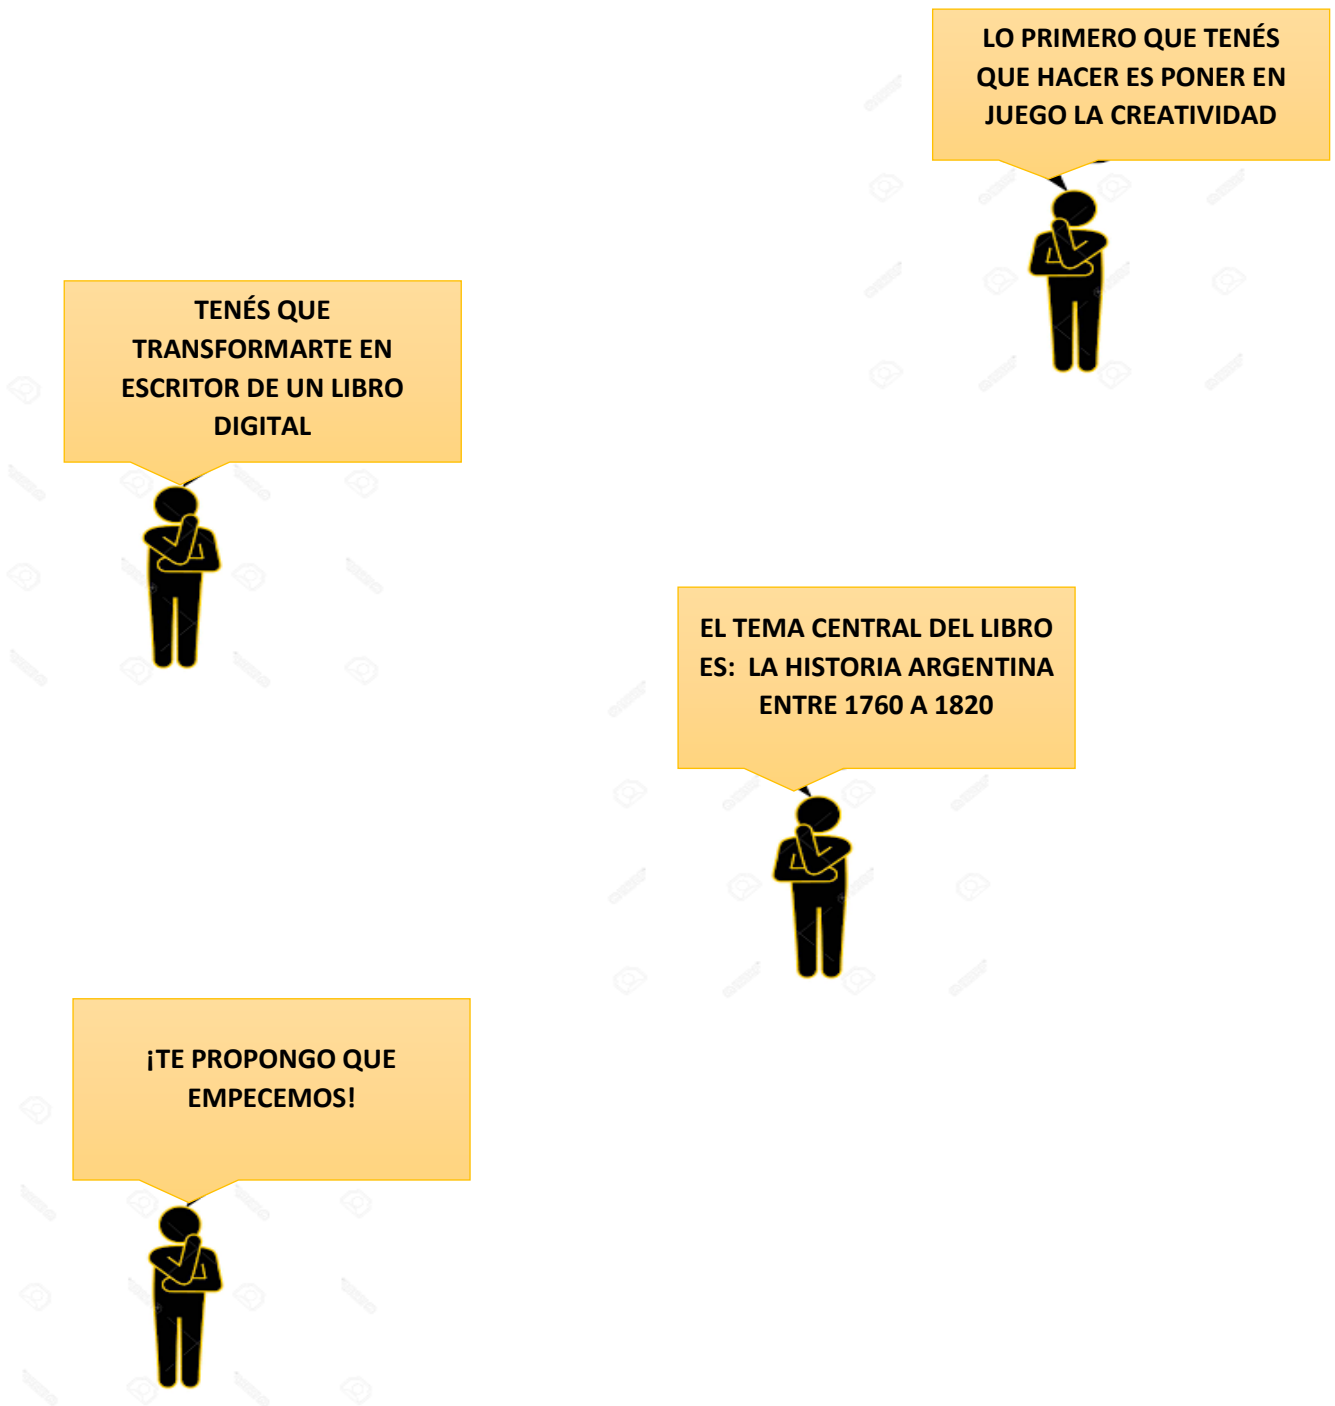 LO PRIMERO QUE TENÉS
QUE HACER ES PONER EN
JUEGO LA CREATIVIDAD
TENÉS QUE
TRANSFORMARTE EN
ESCRITOR DE UN LIBRO
DIGITAL
EL TEMA CENTRAL DEL LIBRO
ES: LA HISTORIA ARGENTINA
ENTRE 1760 A 1820
¡TE PROPONGO QUE
EMPECEMOS!